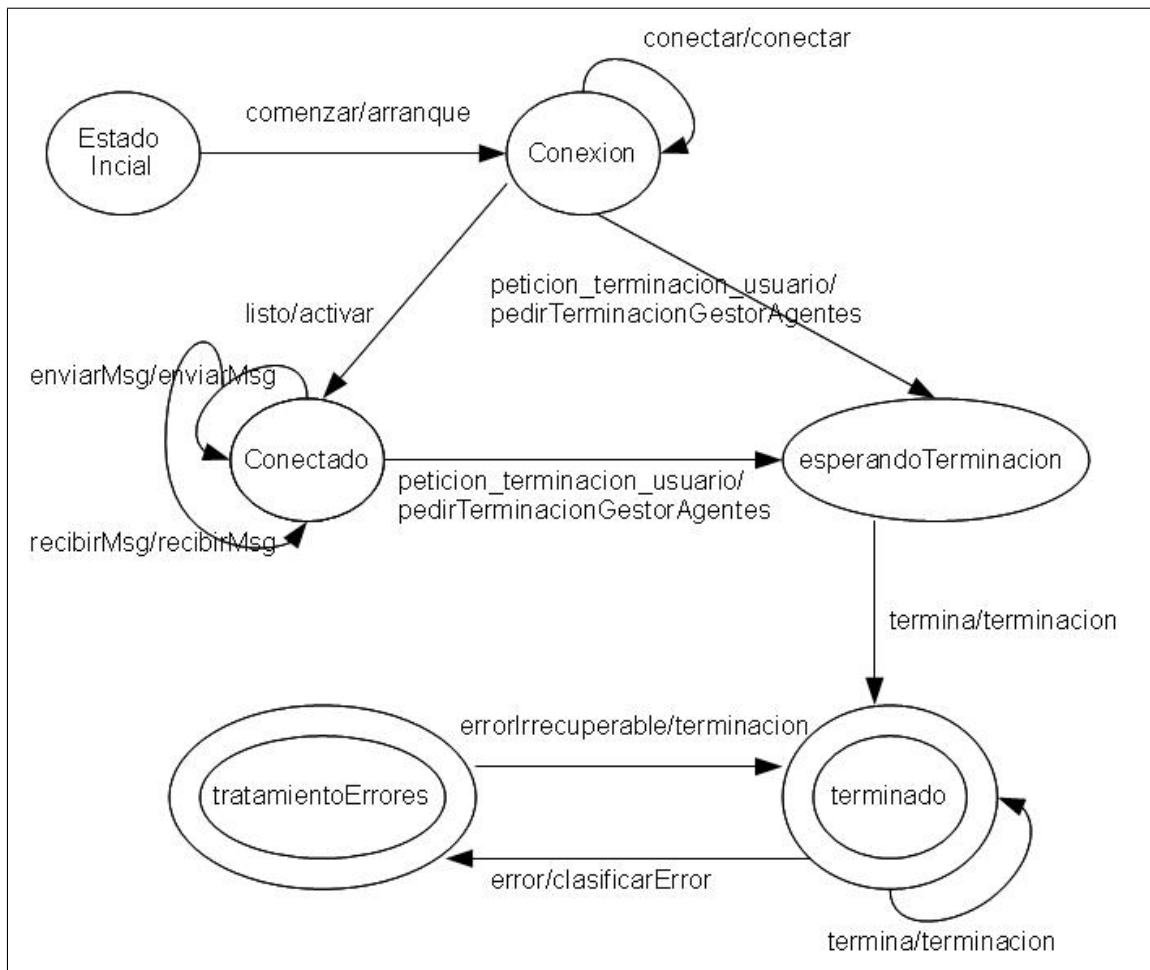 conectar/conectar
comenzar/arranque
Estado
Incial
Conexion
peticion_terminacion_usuario/
pedirTerminacionGestorAgentes
listo/activar
enviarMsg/enviarMsg
Conectado
esperandoTerminacion
peticion_terminacion_usuario/
pedirTerminacionGestorAgentes
recibirMsg/recibirMsg
termina/terminacion
errorIrrecuperable/terminacion
tratamientoErrores
terminado
error/clasificarError
termina/terminacion